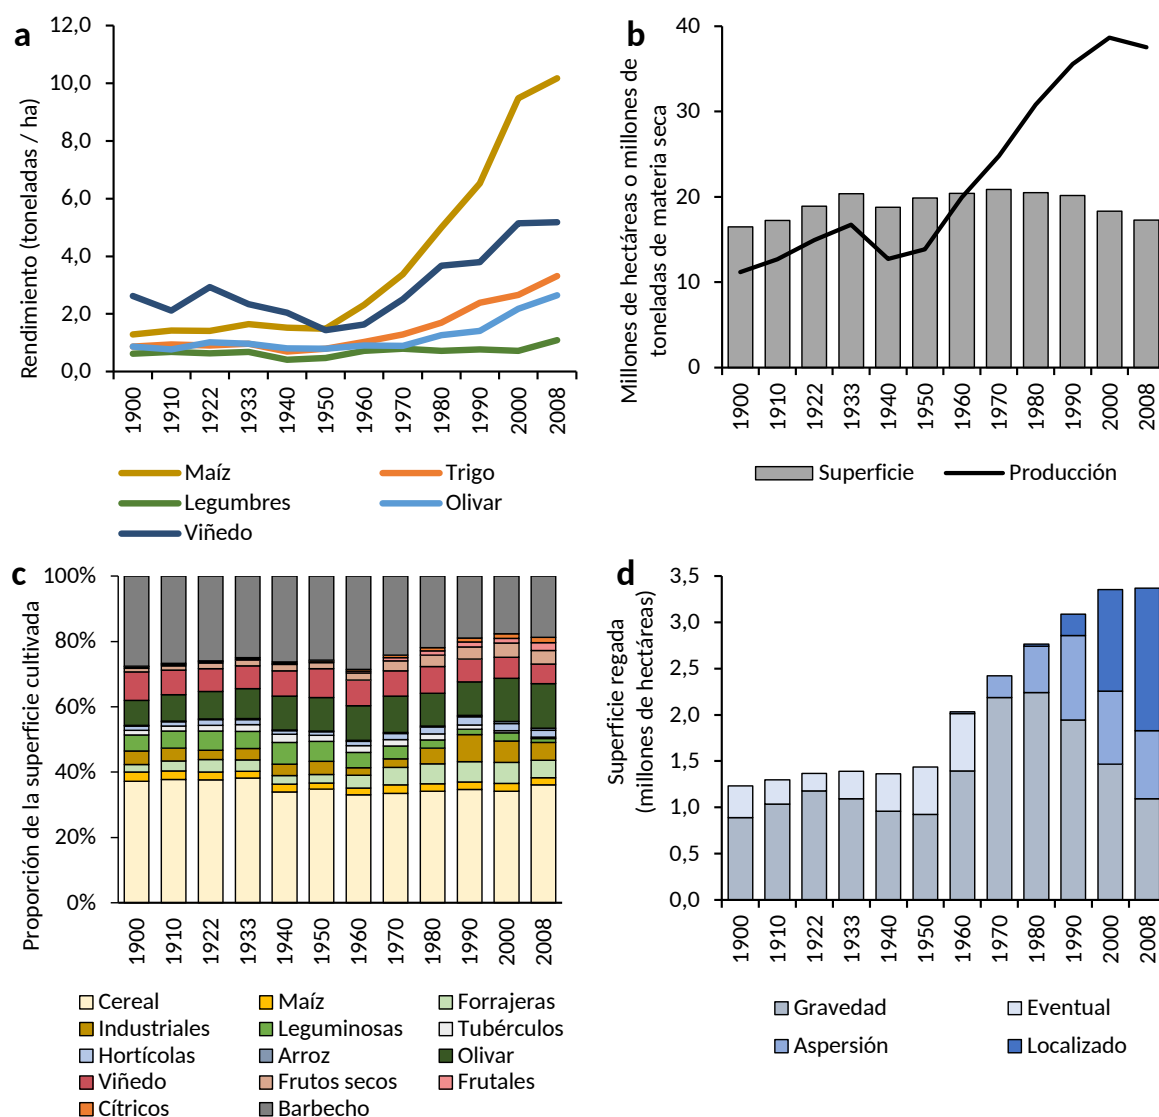 a
Rendimiento (toneladas / ha)
12,0
10,0
8,0
6,0
4,0
2,0
0,0
1900 1910 1922 1933 1940 1950 1960 1970 1980 1990 2000 2008
Maíz Trigo
Legumbres Olivar
Viñedo
b
Millones de hectáreas o millones de
toneladas de materia seca
40
30
20
10
0
1900 1910 1922 1933 1940 1950 1960 1970 1980 1990 2000 2008
Superficie Producción
c
Proporción de la superficie cultivada
100%
80%
60%
40%
20%
0%
1900 1910 1922 1933 1940 1950 1960 1970 1980 1990 2000 2008
Cereal Maíz Forrajeras
Industriales Leguminosas Tubérculos
Hortícolas Arroz Olivar
Viñedo Frutos secos Frutales
Cítricos Barbecho
d
Superficie regada
(millones de hectáreas)
3,5
3,0
2,5
2,0
1,5
1,0
0,5
0,0
1900 1910 1922 1933 1940 1950 1960 1970 1980 1990 2000 2008
Gravedad Eventual
Aspersión Localizado